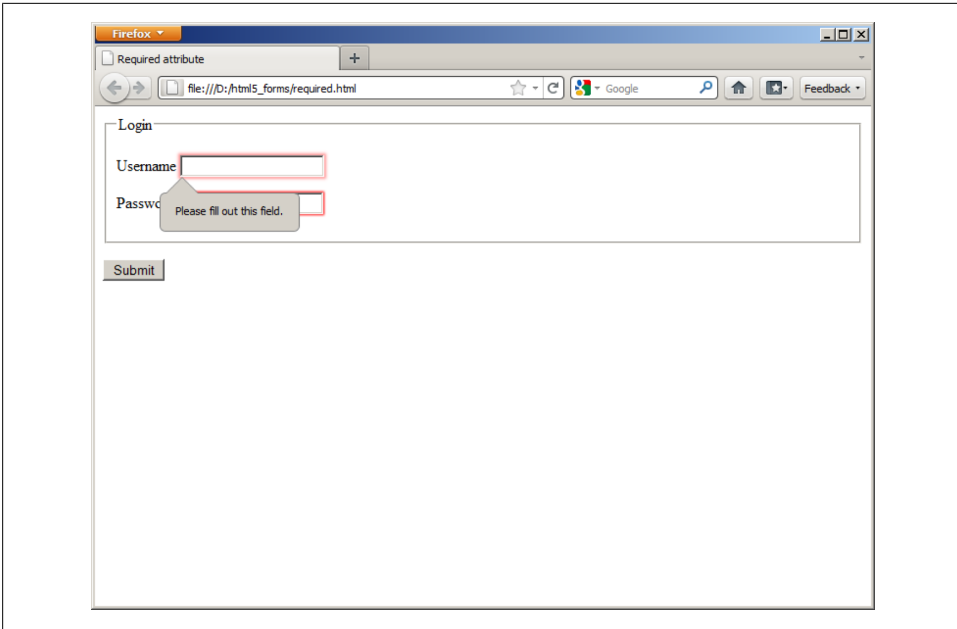 Firefox
Required attribute
+
file:///D:/html5_forms/required.html
Google
Feedback
Login
Username
Passwo
Please fill out this field.
Submit